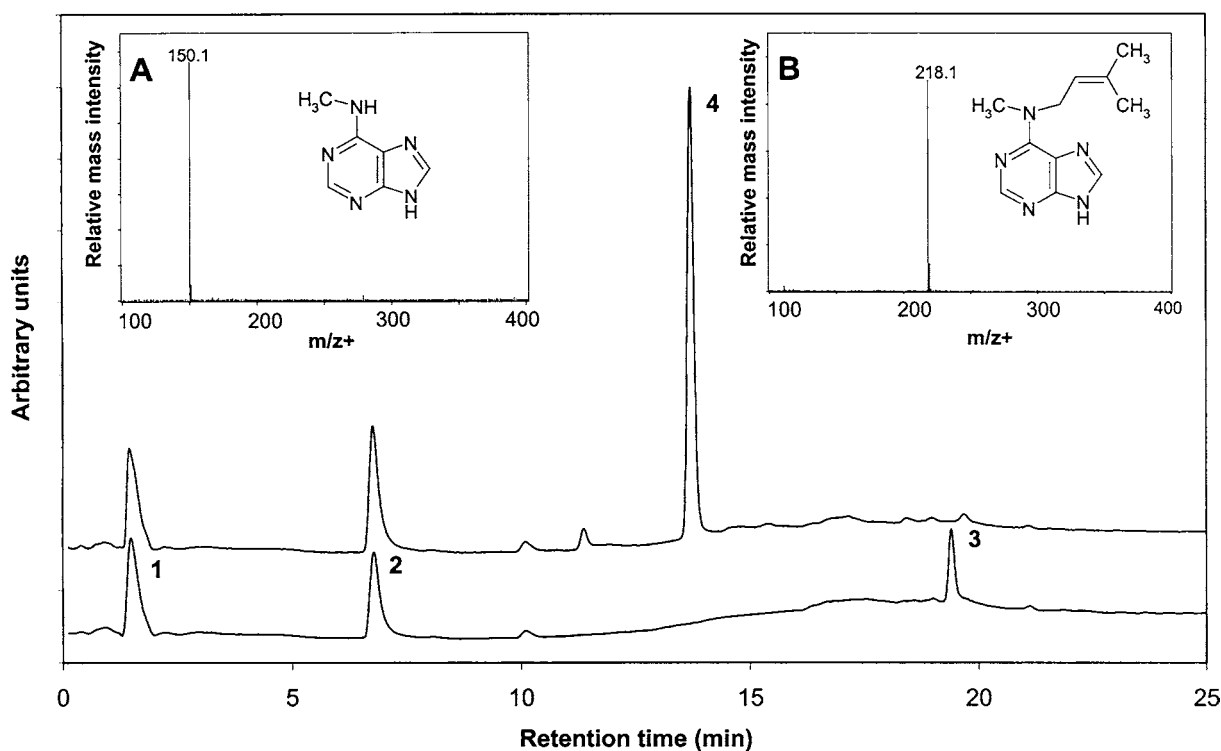 A
150.1
H₃C
NH
N
N
N
N
H
Relative mass intensity
100 200 300 400
m/z+
B
218.1
CH₃
CH₃
H₃C
N
N
N
N
N
H
Relative mass intensity
100 200 300 400
m/z+
4
1
2
3
Arbitrary units
0 5 10 15 20 25
Retention time (min)